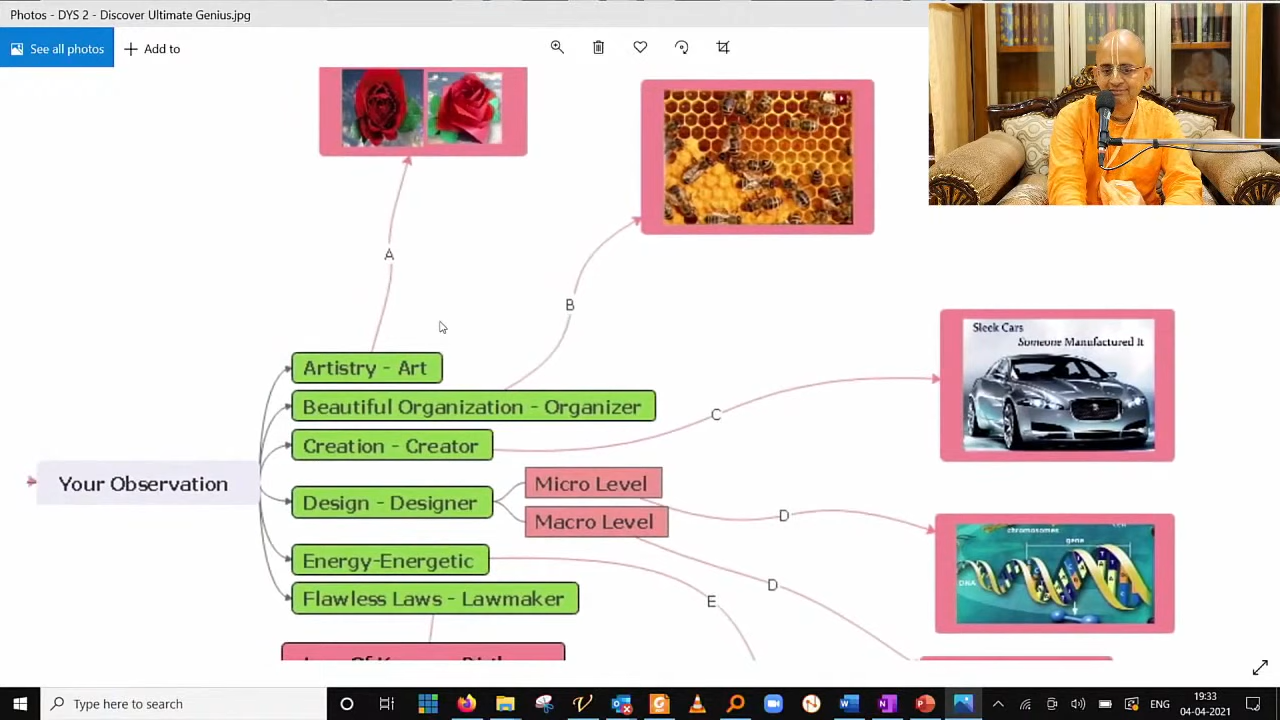 Photos - DYS 2 - Discover Ultimate Genius.jpg
See all photos
Add to
A
B
Sleek Cars
Someone Manufactured It
Artistry - Art
Beautiful Organization - Organizer
Creation - Creator
C
Your Observation
Design - Designer
Micro Level
Macro Level
D
chromosomes
gene
DNA
Energy-Energetic
D
E
Flawless Laws - Lawmaker
Type here to search
ENG
19:33
04-04-2021